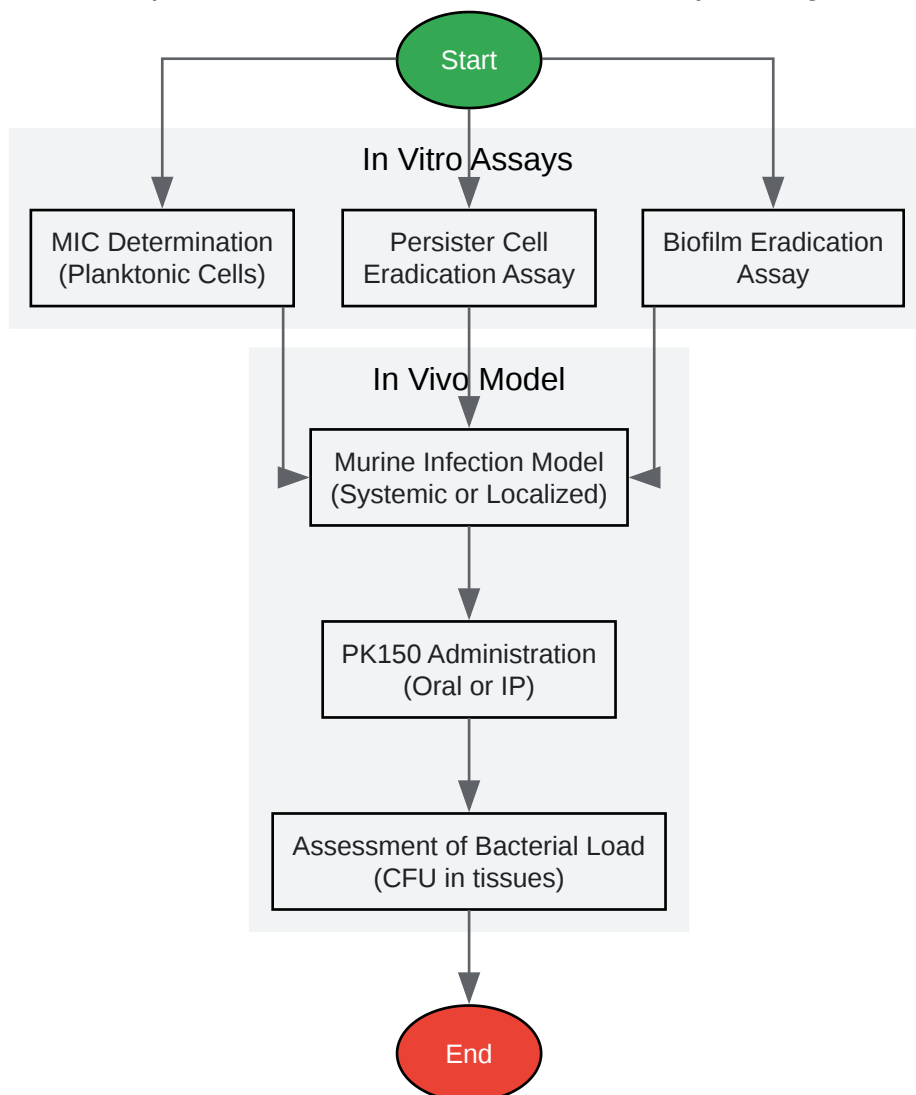 Start
In Vitro Assays
MIC Determination
(Planktonic Cells)
Persister Cell
Eradication Assay
Biofilm Eradication
Assay
In Vivo Model
Murine Infection Model
(Systemic or Localized)
PK150 Administration
(Oral or IP)
Assessment of Bacterial Load
(CFU in tissues)
End